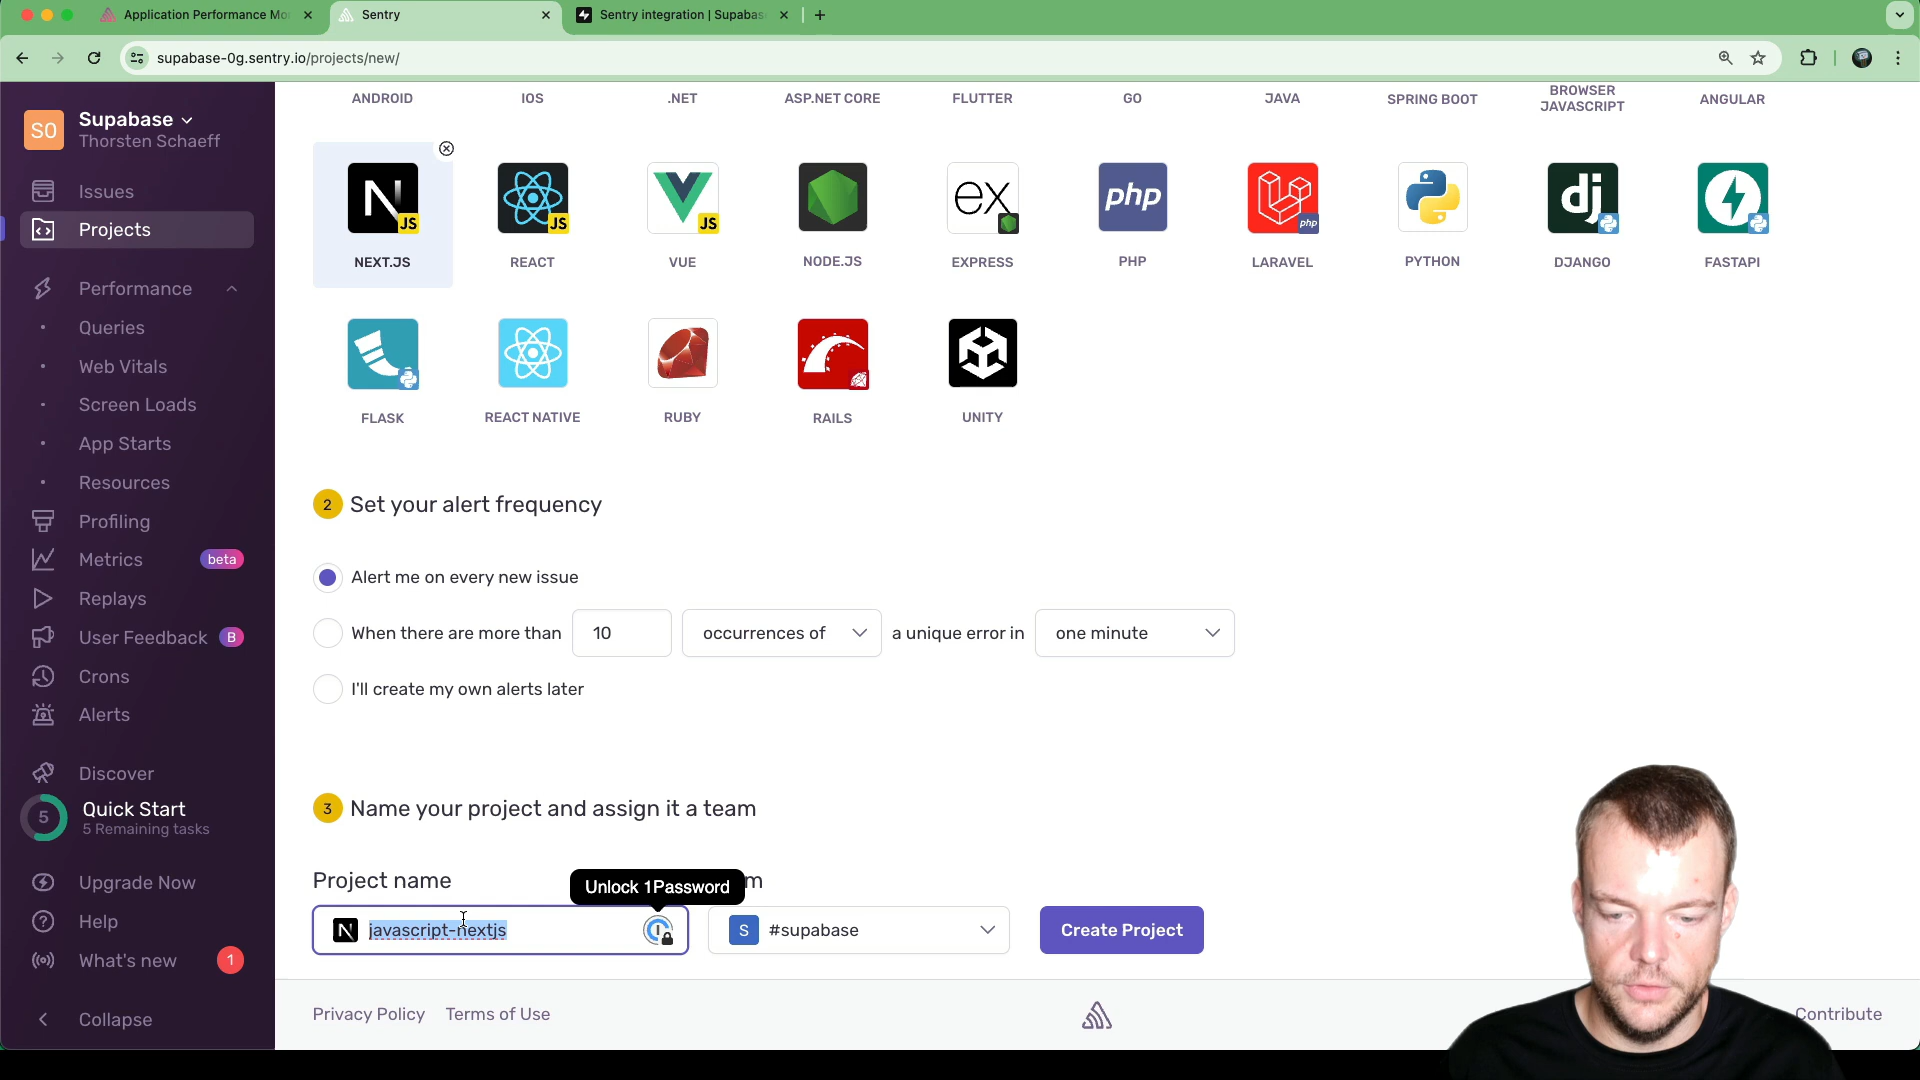 Application Performance Mo
Sentry
Sentry integration | Supabas
supabase-0g.sentry.io/projects/new/
SO
Supabase
Thorsten Schaeff
Issues
Projects
Performance
Queries
Web Vitals
Screen Loads
App Starts
Resources
Profiling
Metrics
beta
Replays
User Feedback
B
Crons
Alerts
Discover
5
Quick Start
5 Remaining tasks
Upgrade Now
Help
What's new
1
Collapse
ANDROID
IOS
.NET
ASP.NET CORE
FLUTTER
GO
JAVA
SPRING BOOT
BROWSER
JAVASCRIPT
ANGULAR
N
JS
JS
JS
ex
php
php
dj
NEXT.JS
REACT
VUE
NODE.JS
EXPRESS
PHP
LARAVEL
PYTHON
DJANGO
FASTAPI
FLASK
REACT NATIVE
RUBY
RAILS
UNITY
2 Set your alert frequency
Alert me on every new issue
When there are more than 10 occurrences of a unique error in one minute
I'll create my own alerts later
3 Name your project and assign it a team
Project name
Unlock 1Password
m
N javascript-nextjs
S #supabase
Create Project
Privacy Policy
Terms of Use
Contribute